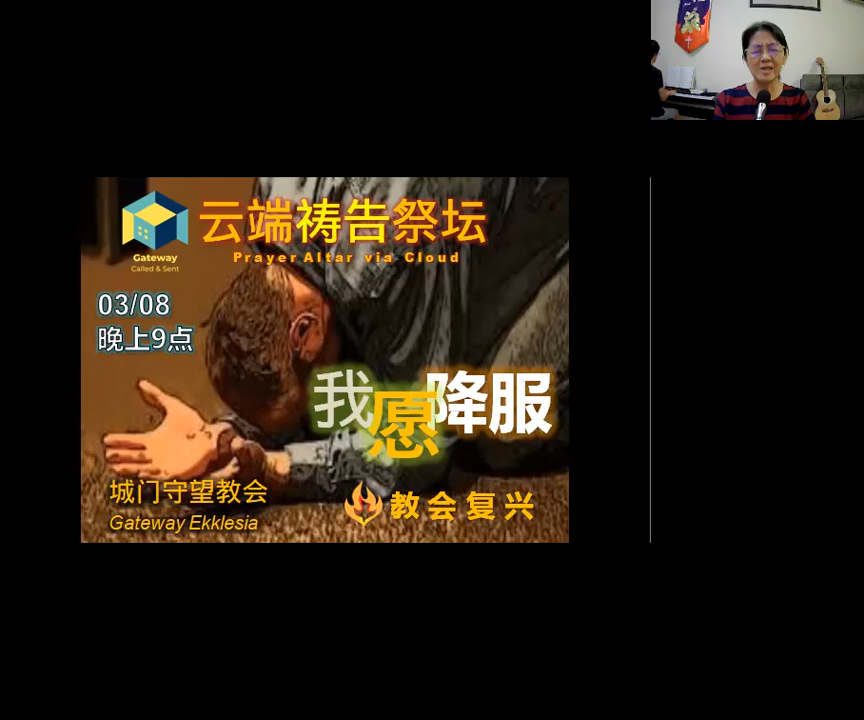 云端祷告祭坛
Prayer Altar via Cloud
Gateway
Called & Sent
03/08
晚上9点
我愿降服
城门守望教会
Gateway Ekklesia
教会复兴